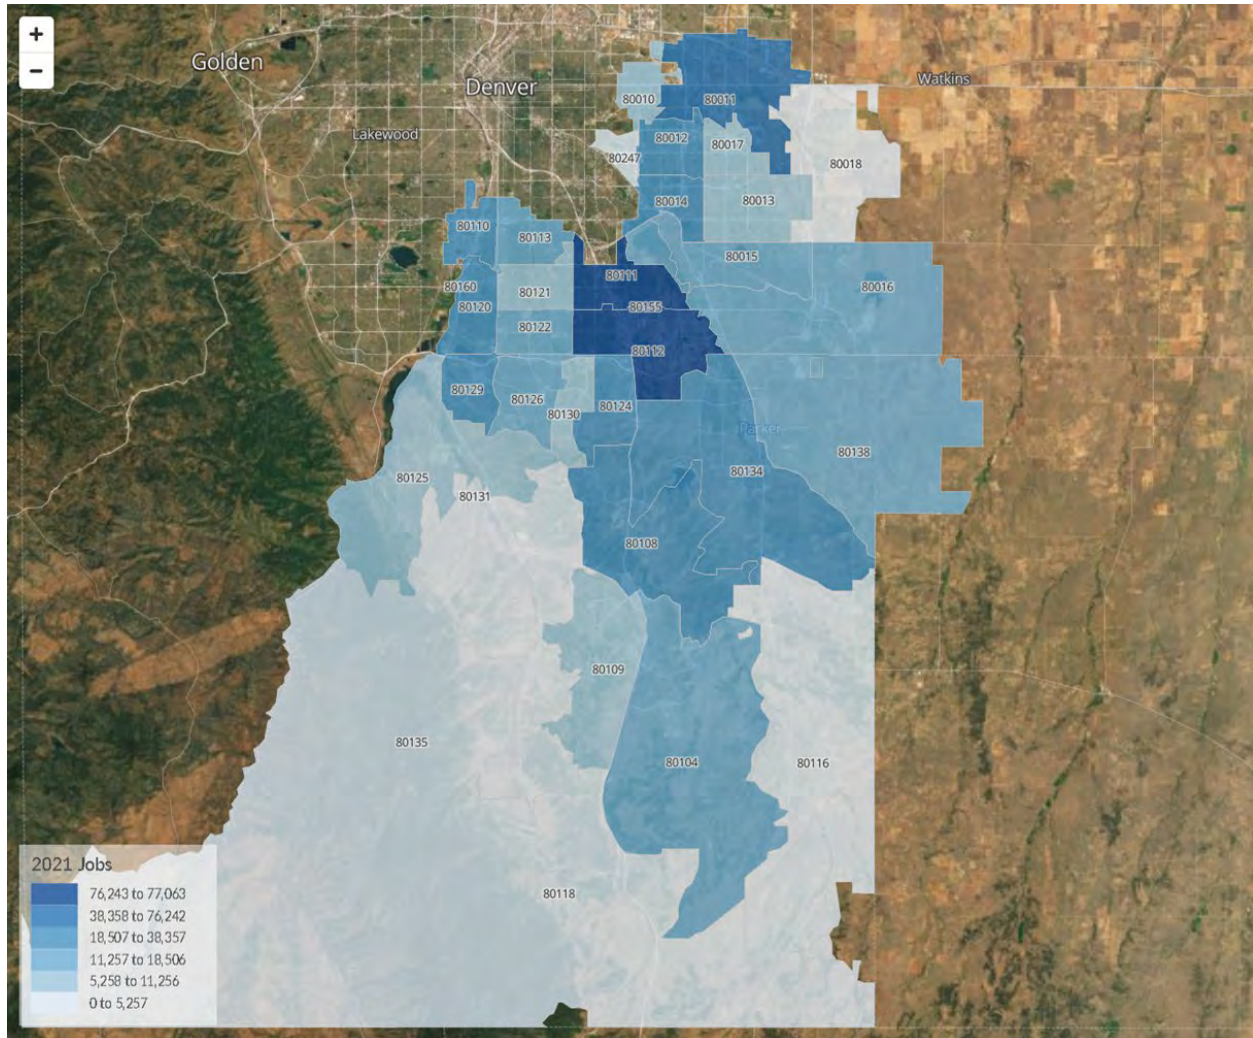 +
−
Golden
Denver
Watkins
Lakewood
80010
80011
80012
80017
80247
80018
80014
80013
80110
80113
80015
80111
80160
80121
80016
80120
80155
80122
80112
80129
80126
80124
80130
Parker
80138
80134
80125
80131
80108
80109
80135
80104
80116
2021 Jobs
76,243 to 77,063
38,358 to 76,242
18,507 to 38,357
11,257 to 18,506
5,258 to 11,256
0 to 5,257
80118